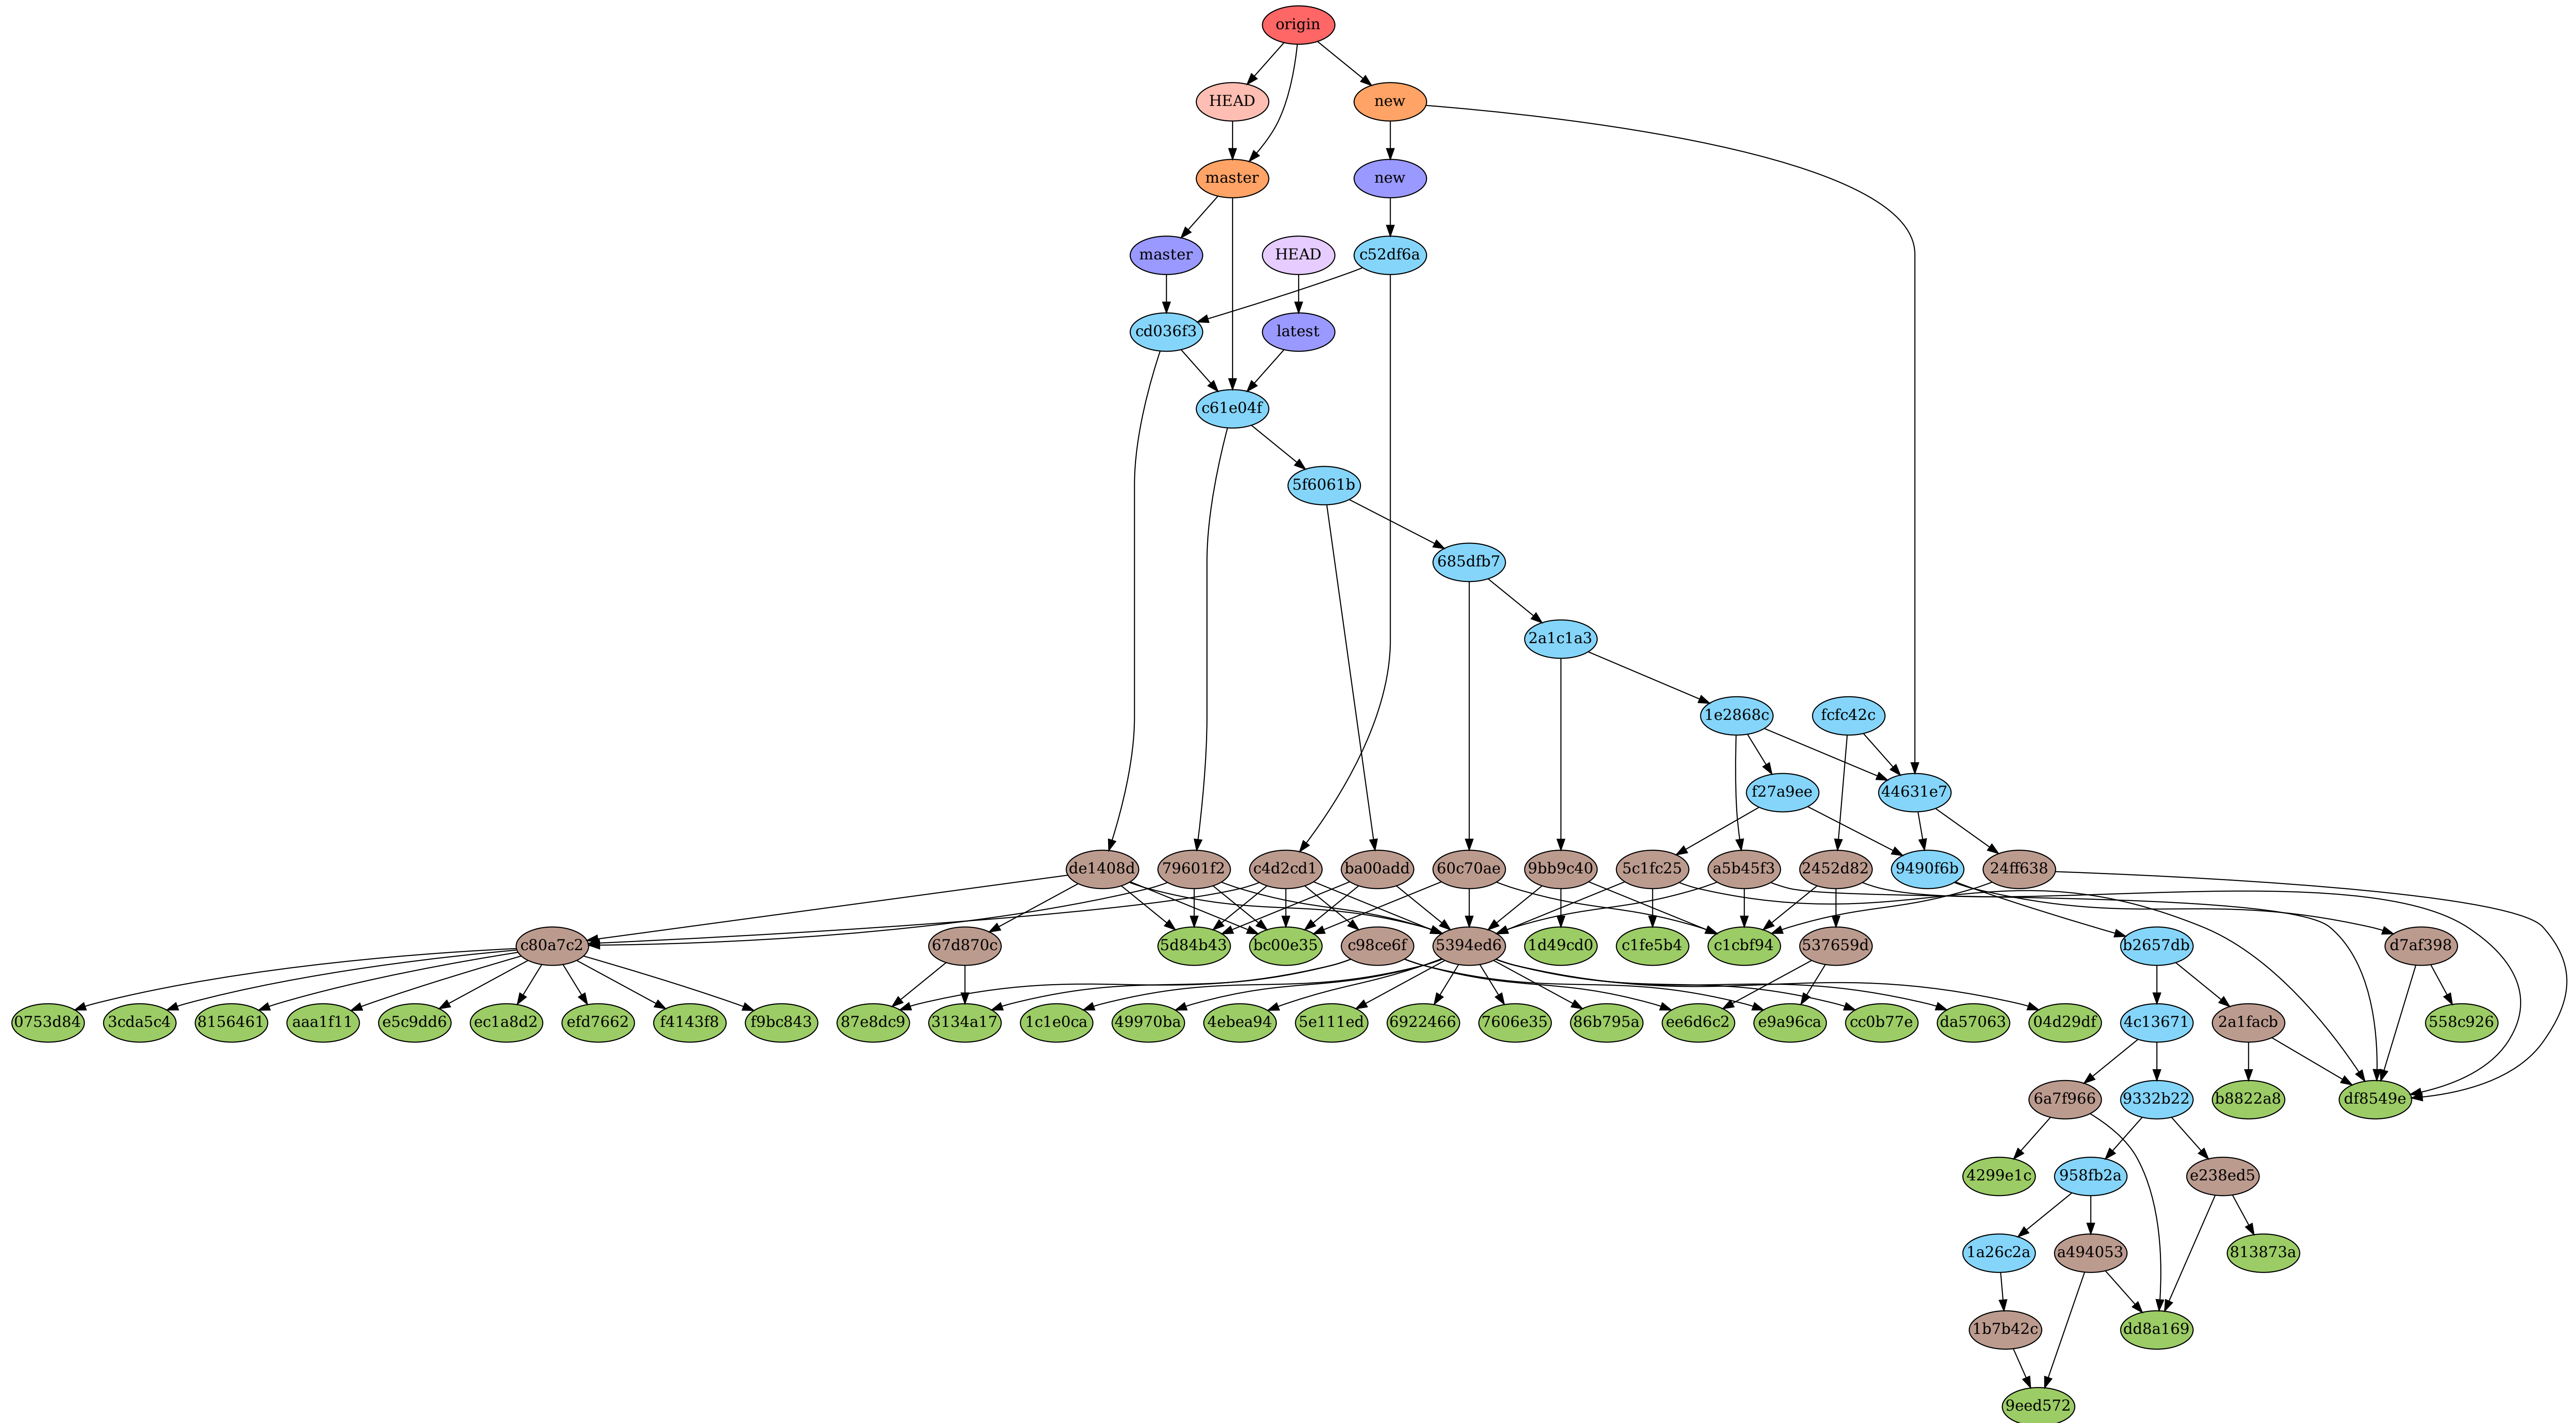 origin
HEAD new
master new
master HEAD c52df6a
cd036f3 latest
c61e04f
5f6061b
685dfb7
2a1c1a3
1e2868c fcfc42c
f27a9ee 44631e7
de1408d 79601f2 c4d2cd1 ba00add 60c70ae 9bb9c40 5c1fc25 a5b45f3 2452d82 9490f6b 24ff638
c80a7c2 67d870c 5d84b43 bc00e35 c98ce6f 5394ed6 1d49cd0 c1fe5b4 c1cbf94 537659d b2657db d7af398
0753d84 3cda5c4 8156461 aaa1f11 e5c9dd6 ec1a8d2 efd7662 f4143f8 f9bc843 87e8dc9 3134a17 1c1e0ca 49970ba 4ebea94 5e111ed 6922466 7606e35 86b795a ee6d6c2 e9a96ca cc0b77e da57063 04d29df 4c13671 2a1facb 558c926
6a7f966 9332b22 b8822a8 df8549e
4299e1c 958fb2a e238ed5
1a26c2a a494053 813873a
1b7b42c dd8a169
9eed572